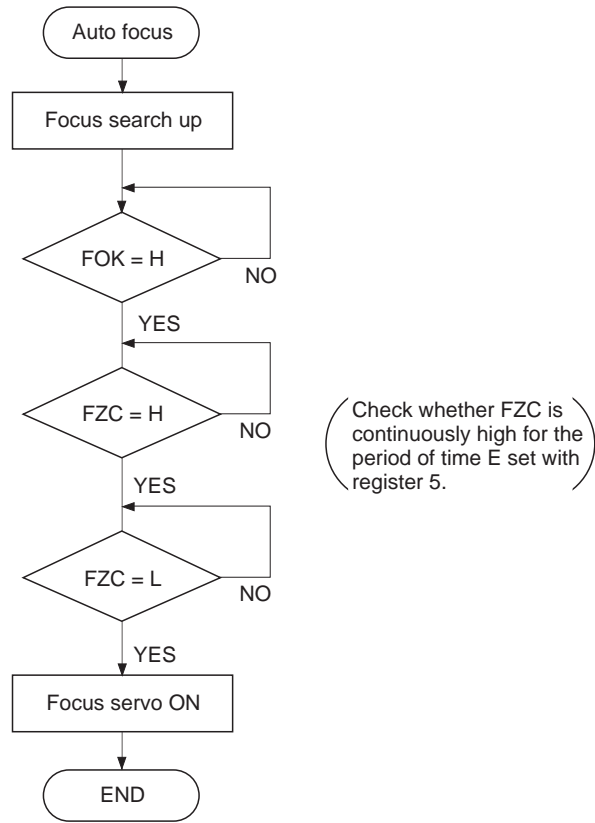 Auto focus
Focus search up
FOK = H
NO
YES
FZC = H
NO
Check whether FZC is
continuously high for the
period of time E set with
register 5.
YES
FZC = L
NO
YES
Focus servo ON
END